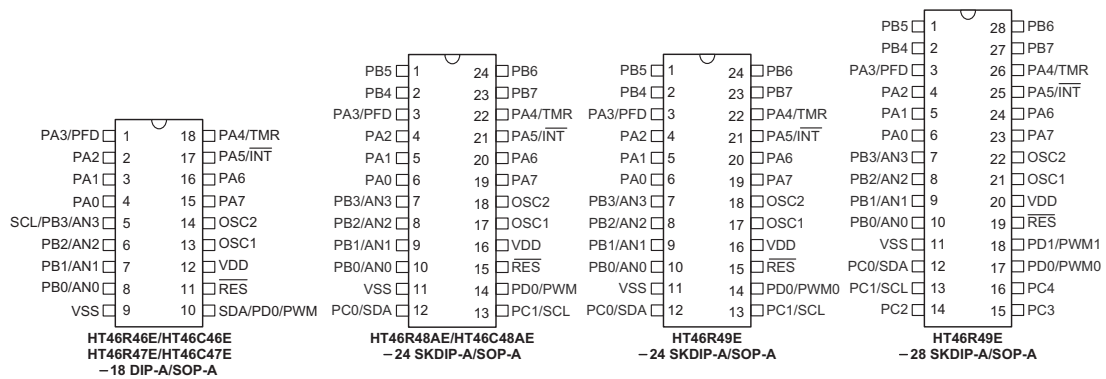 PA3/PFD 1 18 PA4/TMR
PA2 2 17 PA5/INT
PA1 3 16 PA6
PA0 4 15 PA7
SCL/PB3/AN3 5 14 OSC2
PB2/AN2 6 13 OSC1
PB1/AN1 7 12 VDD
PB0/AN0 8 11 RES
VSS 9 10 SDA/PD0/PWM
HT46R46E/HT46C46E
HT46R47E/HT46C47E
–18 DIP-A/SOP-A
PB5 1 24 PB6
PB4 2 23 PB7
PA3/PFD 3 22 PA4/TMR
PA2 4 21 PA5/INT
PA1 5 20 PA6
PA0 6 19 PA7
PB3/AN3 7 18 OSC2
PB2/AN2 8 17 OSC1
PB1/AN1 9 16 VDD
PB0/AN0 10 15 RES
VSS 11 14 PD0/PWM
PC0/SDA 12 13 PC1/SCL
HT46R48AE/HT46C48AE
–24 SKDIP-A/SOP-A
PB5 1 24 PB6
PB4 2 23 PB7
PA3/PFD 3 22 PA4/TMR
PA2 4 21 PA5/INT
PA1 5 20 PA6
PA0 6 19 PA7
PB3/AN3 7 18 OSC2
PB2/AN2 8 17 OSC1
PB1/AN1 9 16 VDD
PB0/AN0 10 15 RES
VSS 11 14 PD0/PWM0
PC0/SDA 12 13 PC1/SCL
HT46R49E
–24 SKDIP-A/SOP-A
PB5 1 28 PB6
PB4 2 27 PB7
PA3/PFD 3 26 PA4/TMR
PA2 4 25 PA5/INT
PA1 5 24 PA6
PA0 6 23 PA7
PB3/AN3 7 22 OSC2
PB2/AN2 8 21 OSC1
PB1/AN1 9 20 VDD
PB0/AN0 10 19 RES
VSS 11 18 PD1/PWM1
PC0/SDA 12 17 PD0/PWM0
PC1/SCL 13 16 PC4
PC2 14 15 PC3
HT46R49E
–28 SKDIP-A/SOP-A